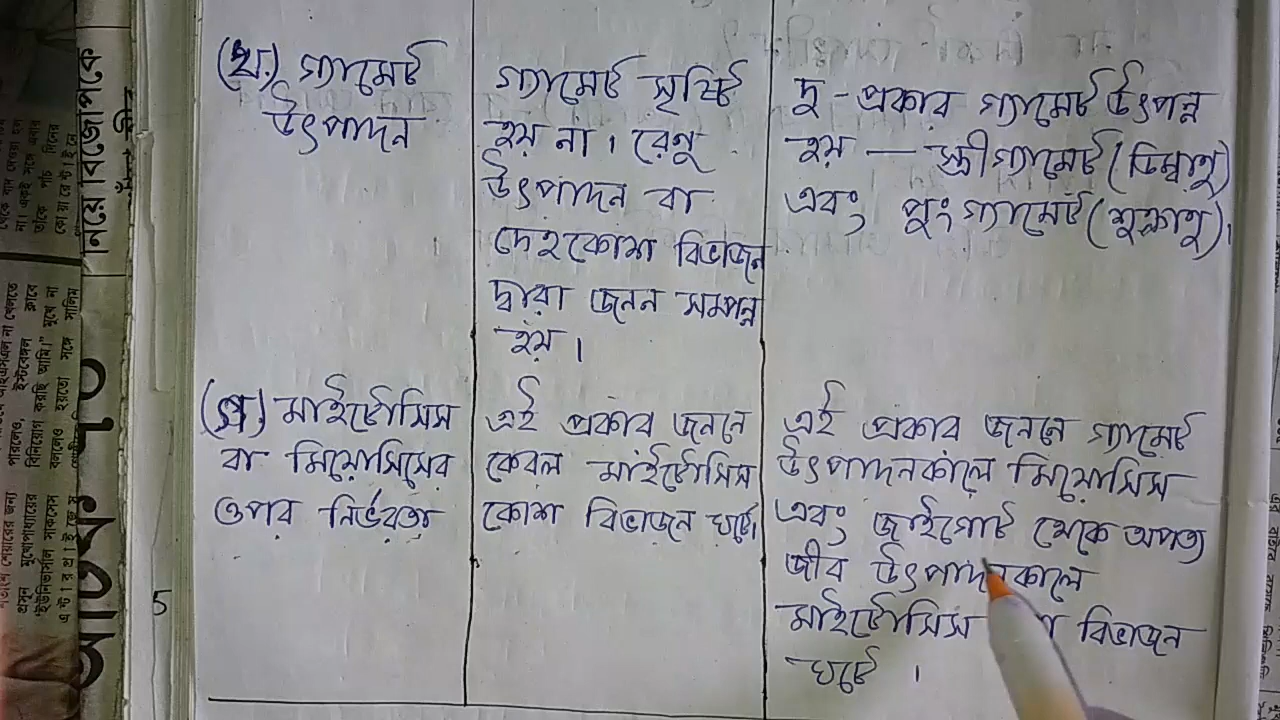 (খ) গ্যামেট
উৎপাদন
গ্যামেট সৃষ্টি
হয় না। রেণু
উৎপাদন বা
দেহকোশ বিভাজন
দ্বারা জনন সম্পন্ন
হয়।
দু-প্রকার গ্যামেট উৎপন্ন
হয় — স্ত্রীগ্যামেট (ডিম্বাণু)
এবং পুং গ্যামেট (শুক্রাণু)।
(গ) মাইটোসিস
বা মিয়োসিসের
ওপর নির্ভরতা
এই প্রকার জননে
কেবল মাইটোসিস
কোশ বিভাজন ঘটে।
এই প্রকার জননে গ্যামেট
উৎপাদনকালে মিয়োসিস
এবং জাইগোট থেকে অপত্য
জীব উৎপাদনকালে
মাইটোসিস বিভাজন
ঘটে।
5
নিয়ে বিজেপিকে